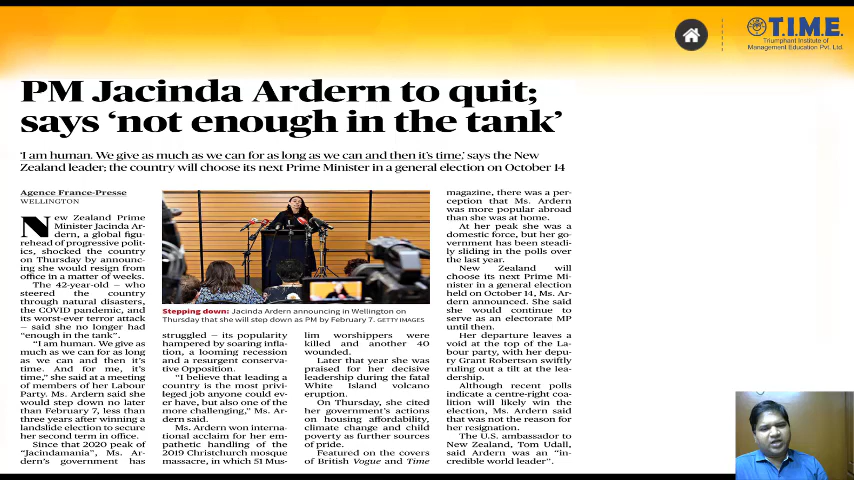 T.I.M.E.
Triumphant Institute of
Management Education Pvt. Ltd.
PM Jacinda Ardern to quit;
says ‘not enough in the tank’
‘I am human. We give as much as we can for as long as we can and then it’s time,’ says the New
Zealand leader; the country will choose its next Prime Minister in a general election on October 14
Agence France-Presse
WELLINGTON
New Zealand Prime
Minister Jacinda Ar-
dern, a global figu-
rehead of progressive polit-
ics, shocked the country
on Thursday by announc-
ing she would resign from
office in a matter of weeks.
The 42-year-old – who
steered the country
through natural disasters,
the COVID pandemic, and
its worst-ever terror attack
– said she no longer had
“enough in the tank”.
“I am human. We give as
much as we can for as long
as we can and then it’s
time. And for me, it’s
time,” she said at a meeting
of members of her Labour
Party. Ms. Ardern said she
would step down no later
than February 7, less than
three years after winning a
landslide election to secure
her second term in office.
Since that 2020 peak of
“Jacindamania”, Ms. Ar-
dern’s government has
Stepping down: Jacinda Ardern announcing in Wellington on
Thursday that she will step down as PM by February 7. GETTY IMAGES
struggled – its popularity
hampered by soaring infla-
tion, a looming recession
and a resurgent conserva-
tive Opposition.
“I believe that leading a
country is the most privi-
leged job anyone could ev-
er have, but also one of the
more challenging,” Ms. Ar-
dern said.
Ms. Ardern won interna-
tional acclaim for her em-
pathetic handling of the
2019 Christchurch mosque
massacre, in which 51 Mus-
lim worshippers were
killed and another 40
wounded.
Later that year she was
praised for her decisive
leadership during the fatal
White Island volcano
eruption.
On Thursday, she cited
her government’s actions
on housing affordability,
climate change and child
poverty as further sources
of pride.
Featured on the covers
of British Vogue and Time
magazine, there was a per-
ception that Ms. Ardern
was more popular abroad
than she was at home.
At her peak she was a
domestic force, but her go-
vernment has been steadi-
ly sliding in the polls over
the last year.
New Zealand will
choose its next Prime Mi-
nister in a general election
held on October 14, Ms. Ar-
dern announced. She said
she would continue to
serve as an electorate MP
until then.
Her departure leaves a
void at the top of the La-
bour party, with her depu-
ty Grant Robertson swiftly
ruling out a tilt at the lea-
dership.
Although recent polls
indicate a centre-right coa-
lition will likely win the
election, Ms. Ardern said
that was not the reason for
her resignation.
The U.S. ambassador to
New Zealand, Tom Udall,
said Ardern was an “in-
credible world leader”.